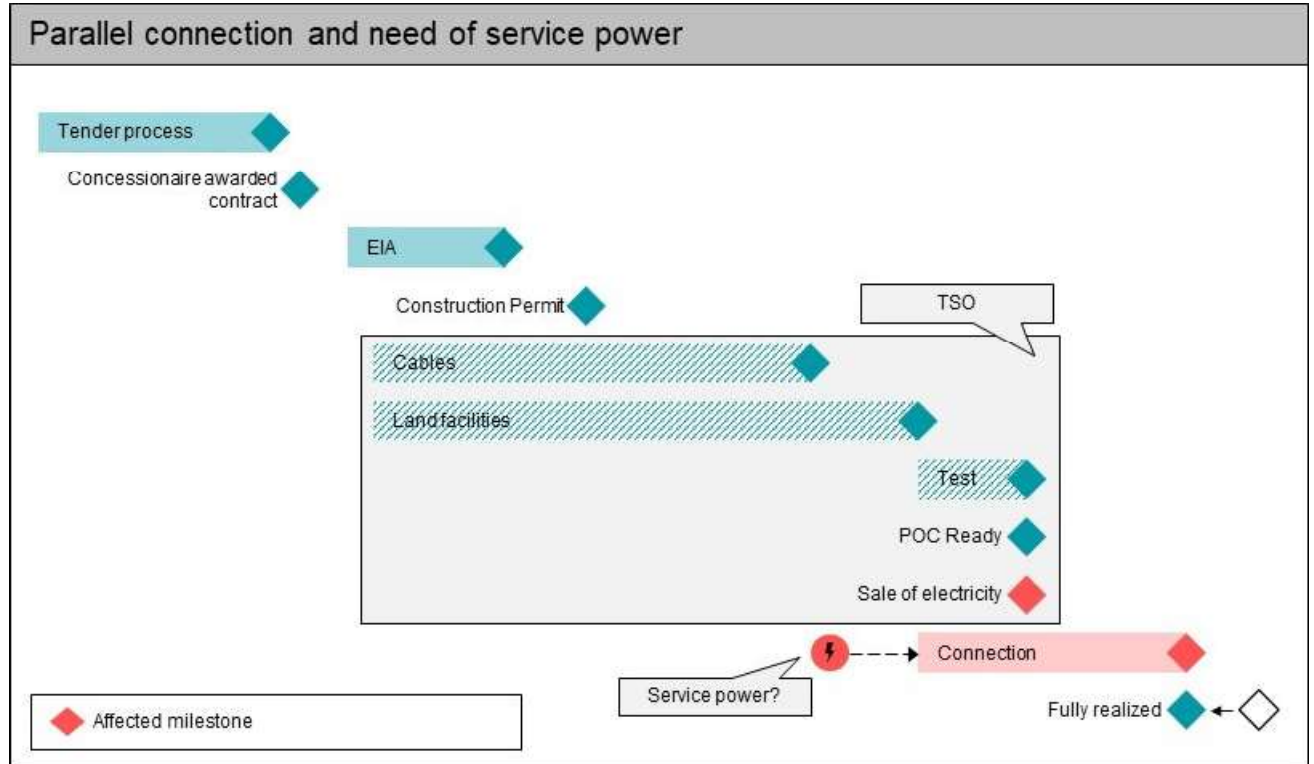 Parallel connection and need of service power
Tender process
Concessionaire awarded
contract
EIA
Construction Permit
TSO
Cables
Land facilities
Test
POC Ready
Sale of electricity
Connection
Service power?
Fully realized
Affected milestone